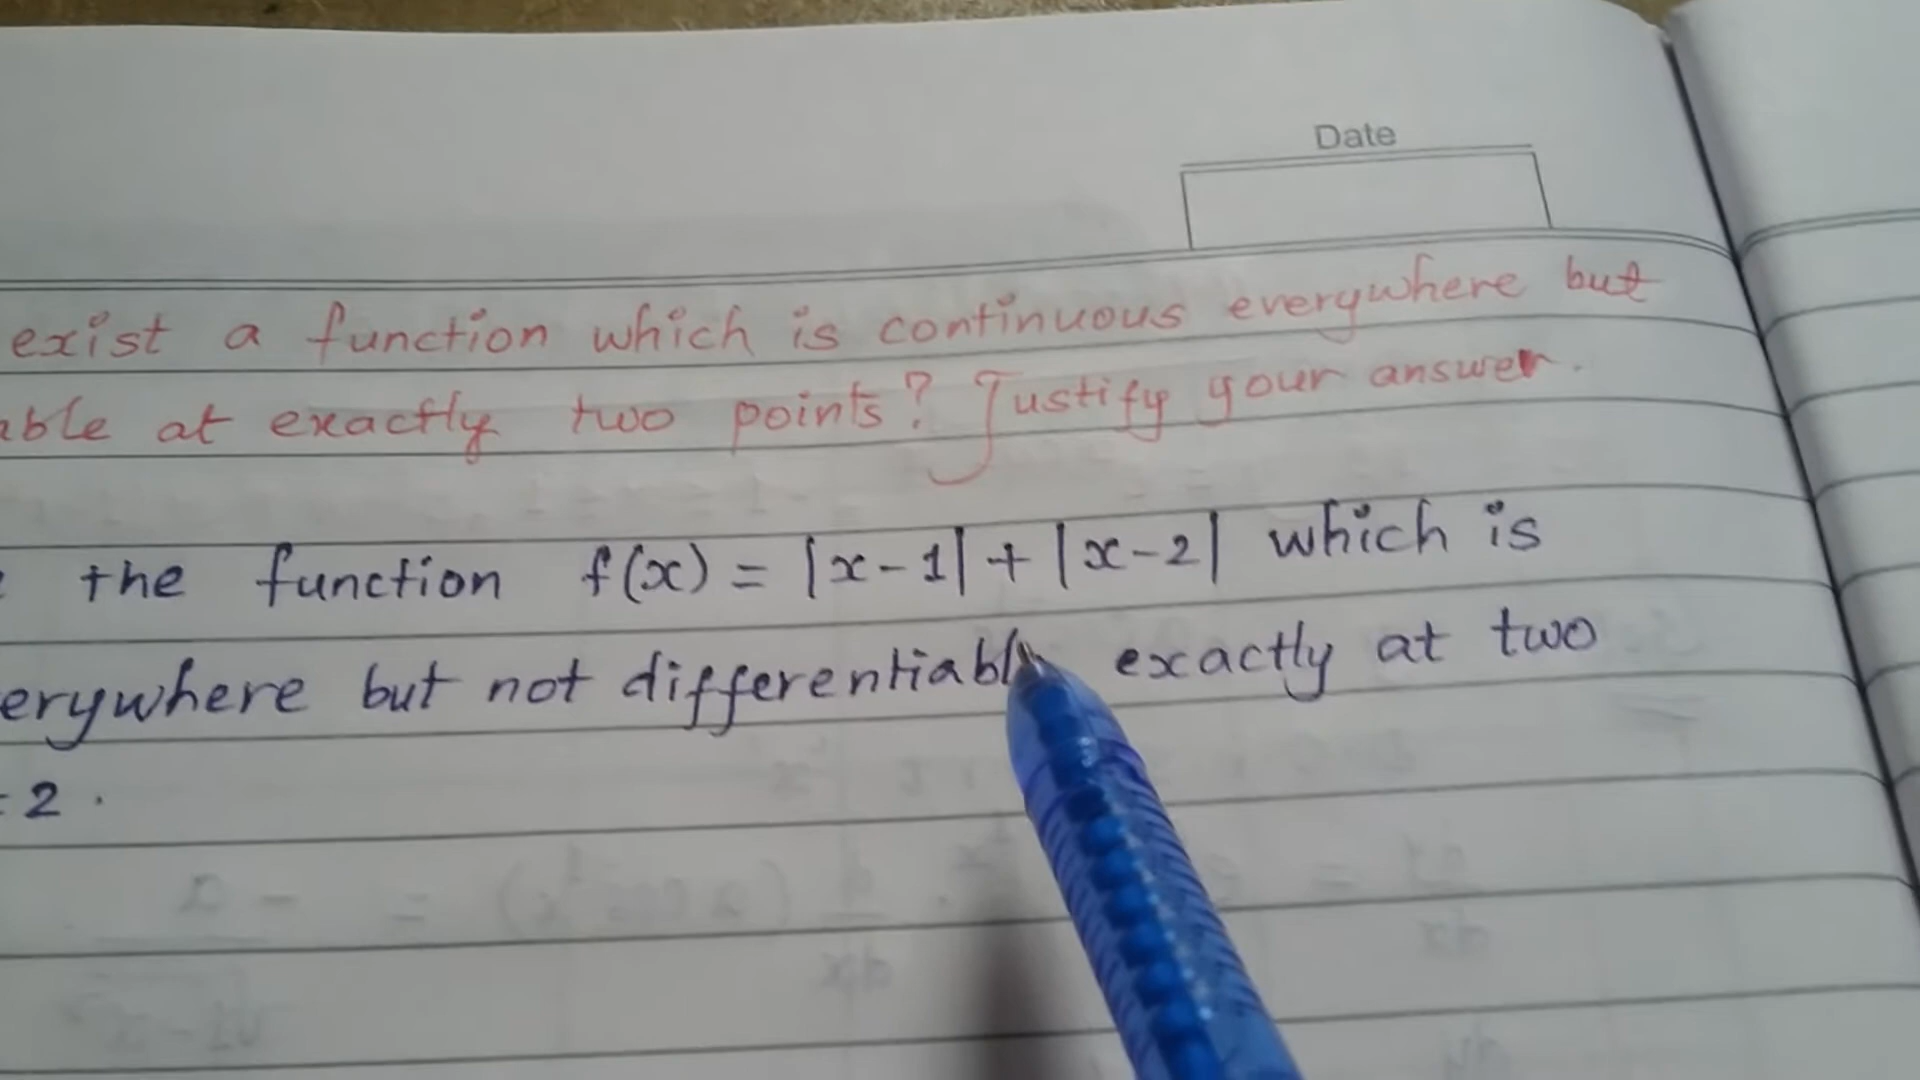 Date
exist a function which is continuous everywhere but
able at exactly two points? Justify your answer.
the function f(x) = |x-1| + |x-2| which is
erywhere but not differentiable exactly at two
= 2 .